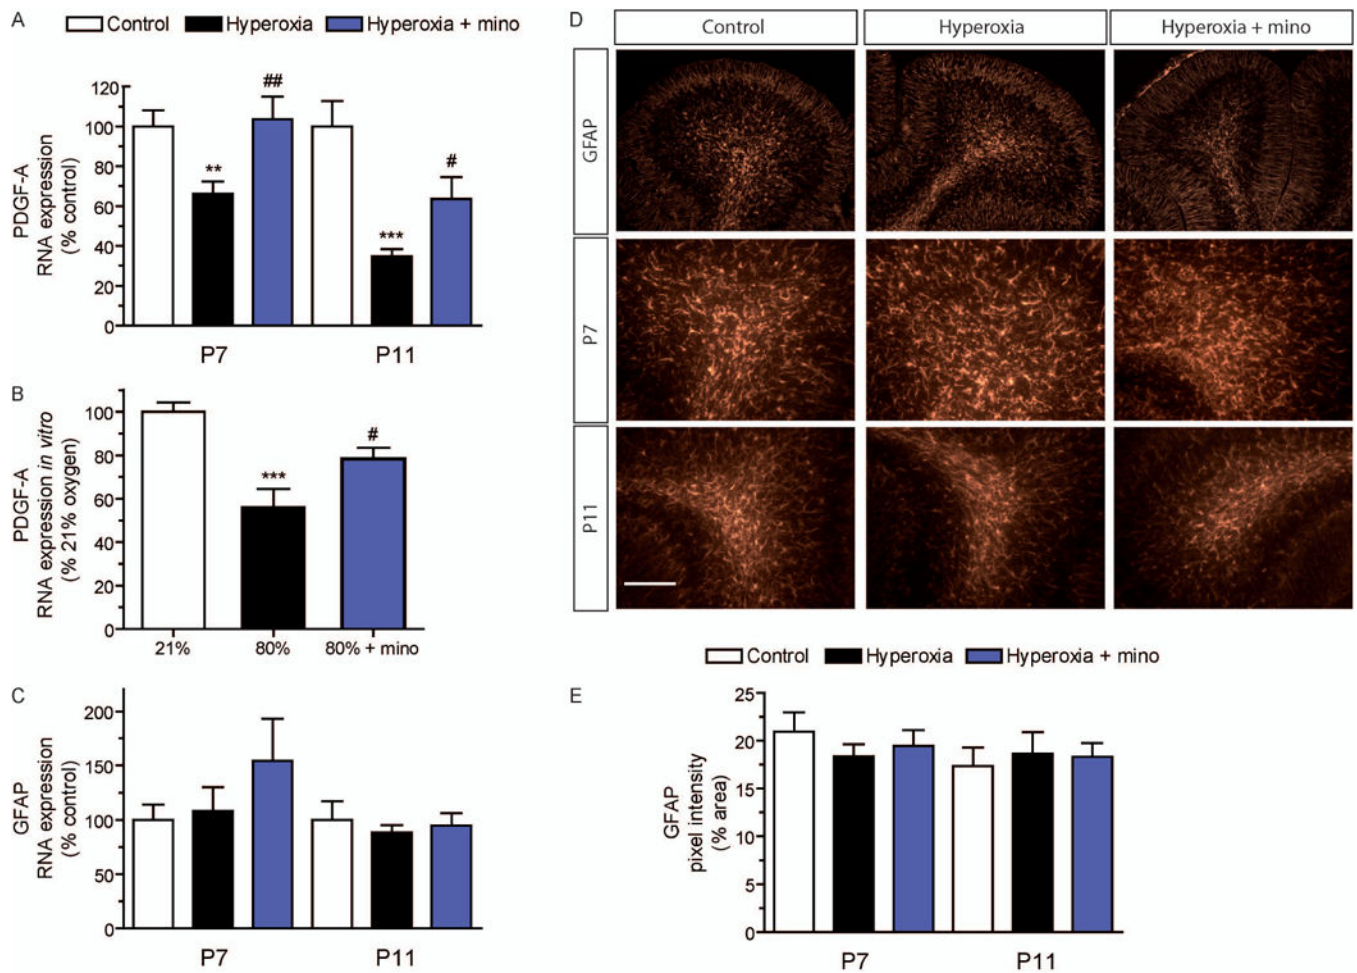 A
Control Hyperoxia Hyperoxia + mino
PDGF-A
RNA expression
(% control)
120
100
80
60
40
20
0
**
##
***
#
P7 P11
B
PDGF-A
RNA expression in vitro
(% 21% oxygen)
100
80
60
40
20
0
***
#
21% 80% 80% + mino
C
GFAP
RNA expression
(% control)
200
150
100
50
0
P7 P11
D
Control Hyperoxia Hyperoxia + mino
GFAP
P7
P11
Control Hyperoxia Hyperoxia + mino
E
GFAP
pixel intensity
(% area)
25
20
15
10
5
0
P7 P11